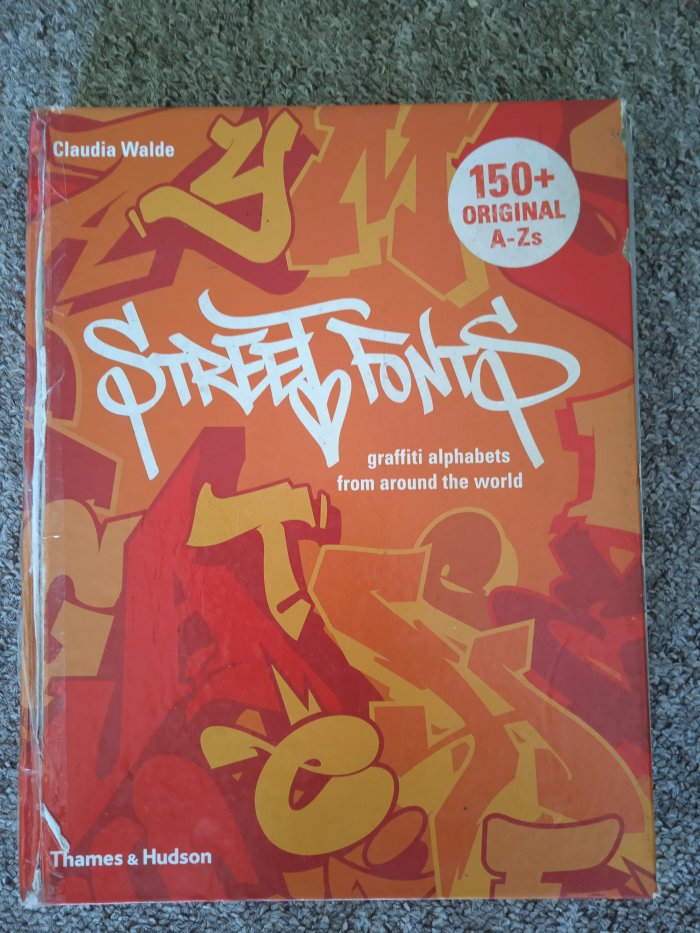 Claudia Walde
150+
ORIGINAL
A-Zs
STREET FONTS
graffiti alphabets
from around the world
Thames & Hudson